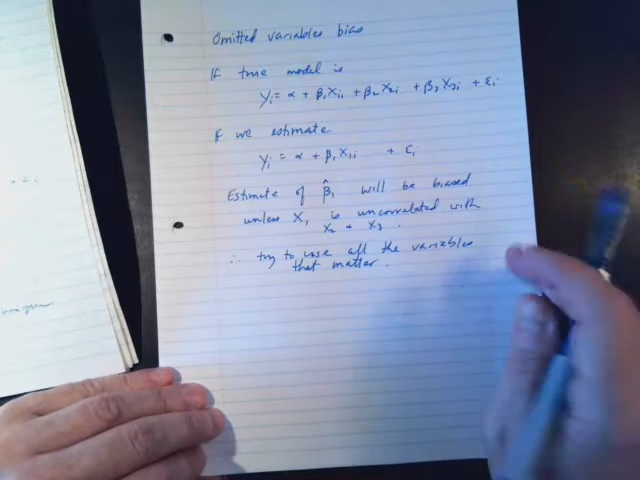 Omitted variables bias
If true model is
Yi = α + β1X1i + β2X2i + β3X3i + εi
If we estimate
Yi = α + β1X1i + εi
Estimate of β̂1 will be biased
unless X1 is uncorrelated with
X2 + X3.
∴ try to use all the variables
that matter.